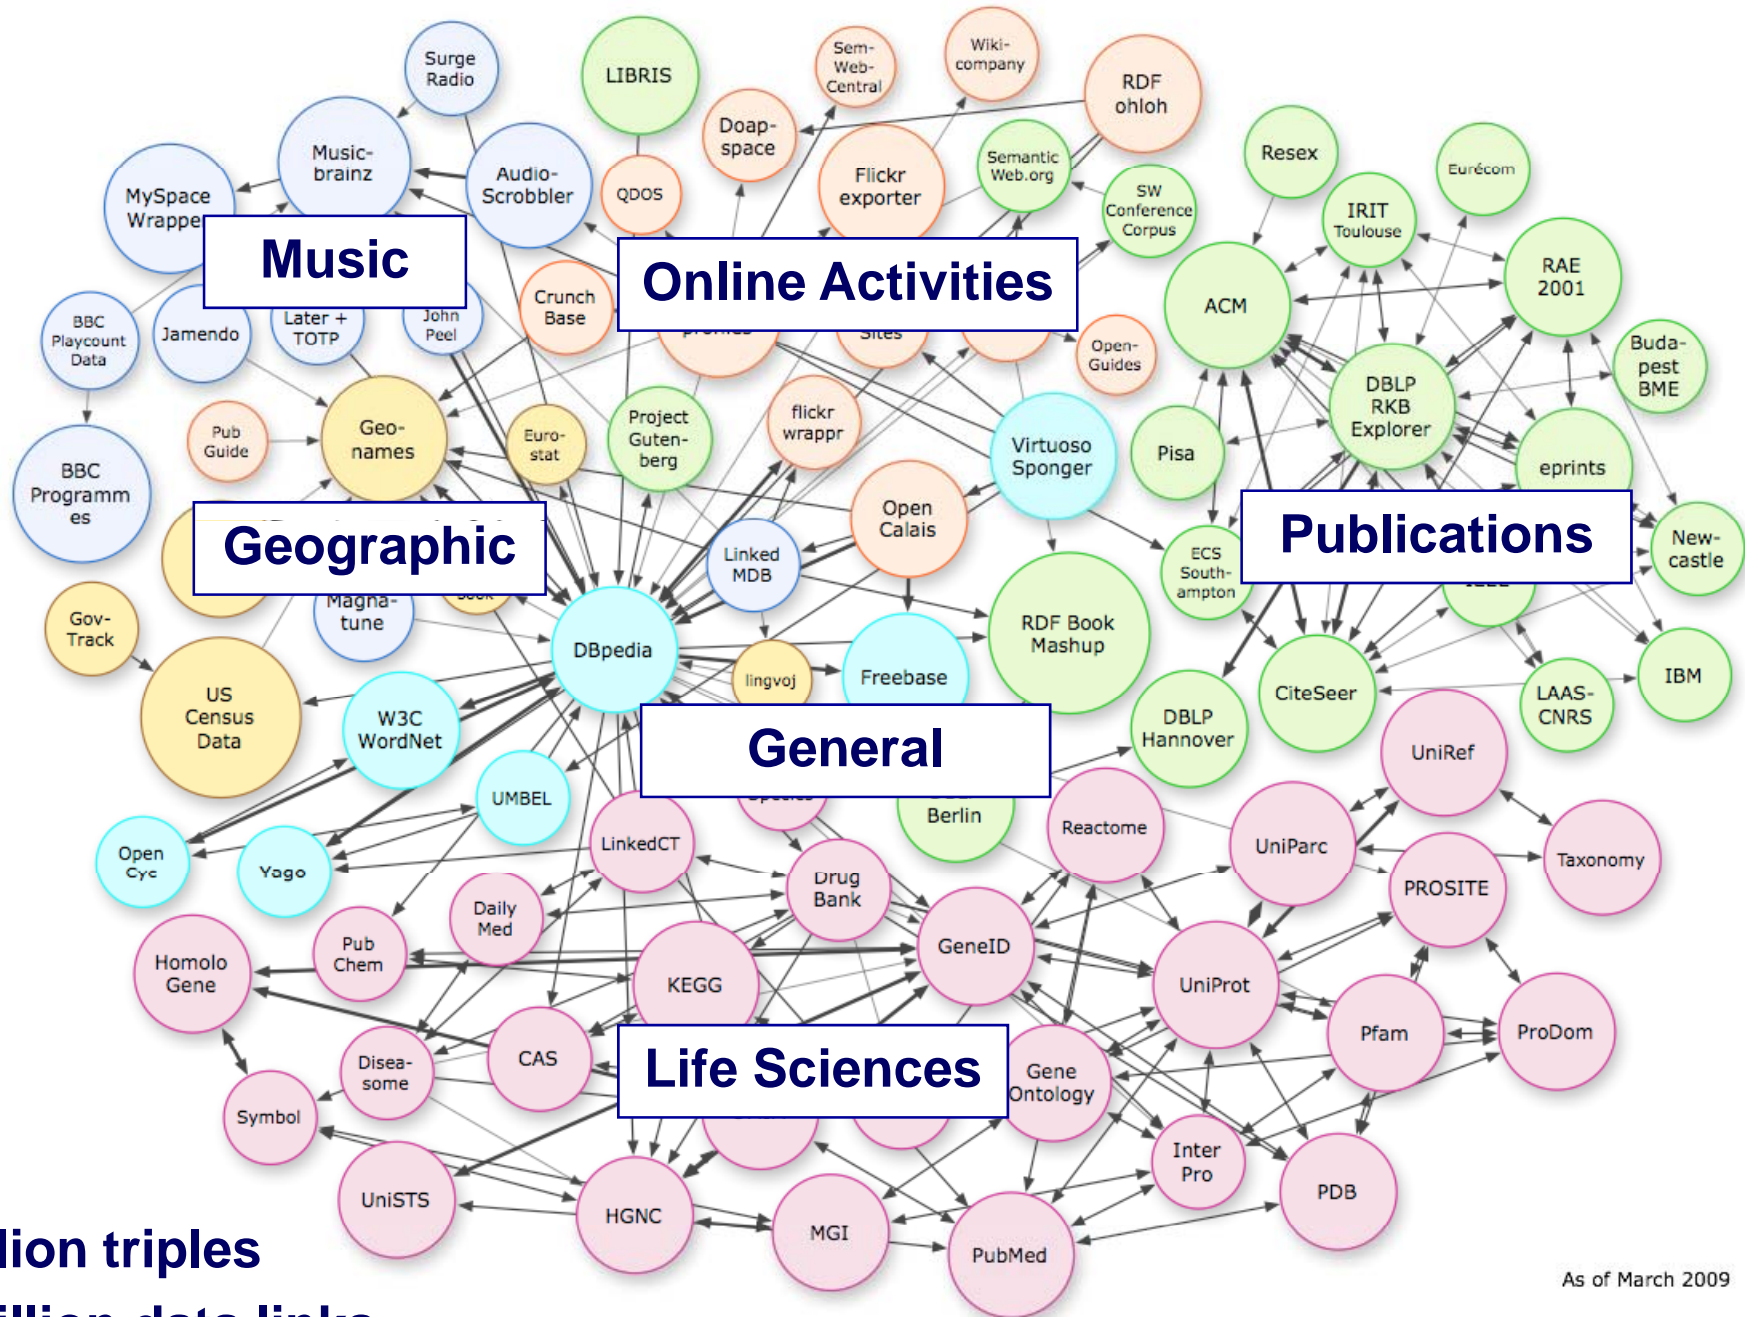 Surge
Radio
LIBRIS
Sem-
Web-
Central
Wiki-
company
RDF
ohloh
Music-
brainz
Audio-
Scrobbler
Doap-
space
Flickr
exporter
Semantic
Web.org
Resex
Eurécom
MySpace
Wrapper
QDOS
SW
Conference
Corpus
IRIT
Toulouse
RAE
2001
Music
Online Activities
ACM
BBC
Playcount
Data
Jamendo
Later +
TOTP
John
Peel
Crunch
Base
profiles
Sites
Open-
Guides
Buda-
pest
BME
DBLP
RKB
Explorer
Pub
Guide
Geo-
names
Euro-
stat
Project
Guten-
berg
flickr
wrappr
Virtuoso
Sponger
Pisa
eprints
BBC
Programm
es
Open
Calais
Geographic
Publications
Linked
MDB
ECS
South-
ampton
New-
castle
Gov-
Track
Magna-
tune
DBpedia
RDF Book
Mashup
US
Census
Data
W3C
WordNet
lingvoj
Freebase
CiteSeer
LAAS-
CNRS
IBM
DBLP
Hannover
General
UniRef
UMBEL
Berlin
Reactome
UniParc
Taxonomy
Open
Cyc
Yago
LinkedCT
Drug
Bank
PROSITE
Daily
Med
Homolo
Gene
Pub
Chem
KEGG
GeneID
UniProt
Pfam
ProDom
Disea-
some
CAS
Life Sciences
Gene
Ontology
Symbol
Inter
Pro
PDB
UniSTS
HGNC
MGI
PubMed
lion triples
illion data links
As of March 2009